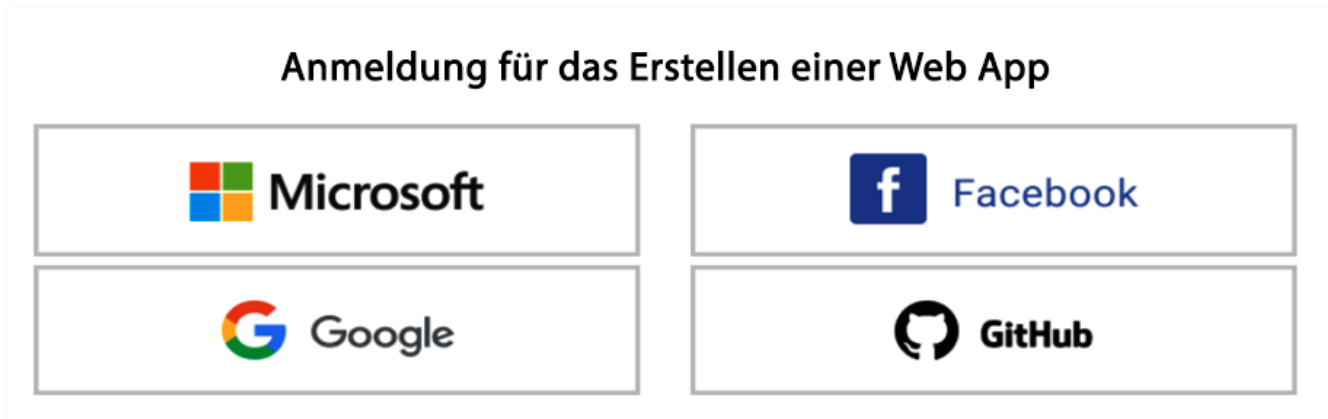 Anmeldung für das Erstellen einer Web App
Microsoft
Facebook
Google
GitHub